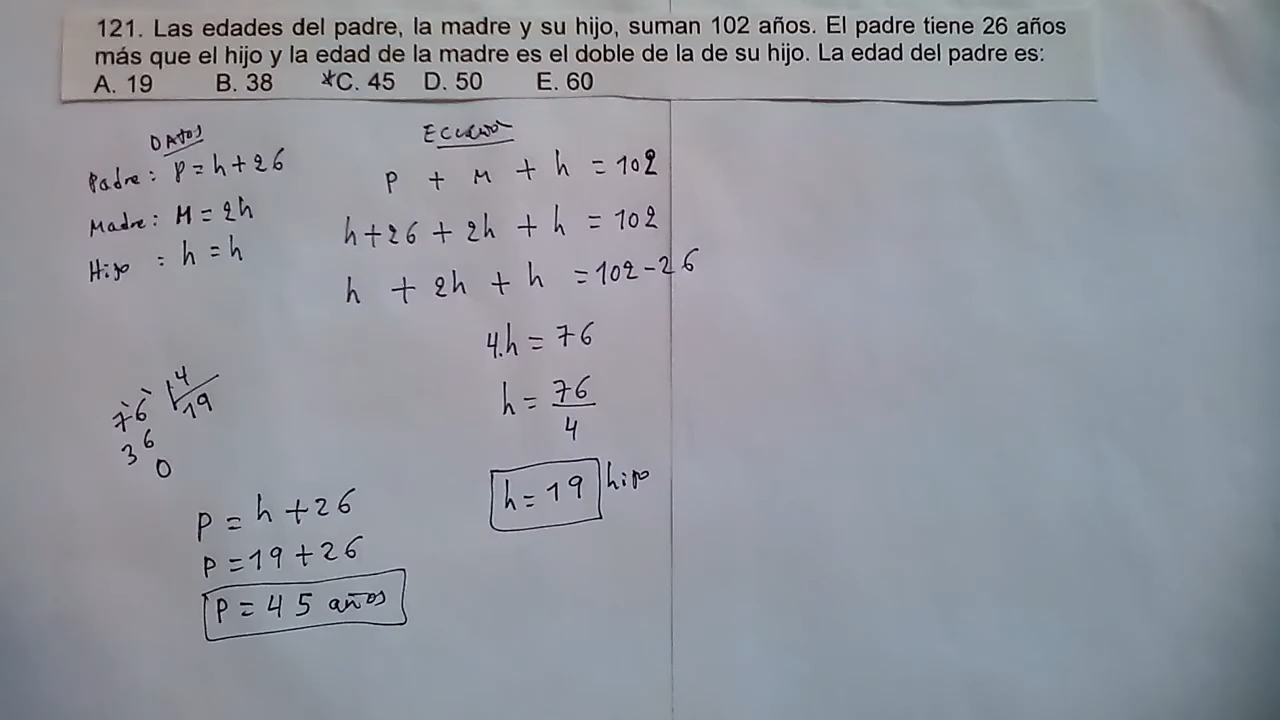 121. Las edades del padre, la madre y su hijo, suman 102 años. El padre tiene 26 años
más que el hijo y la edad de la madre es el doble de la de su hijo. La edad del padre es:
A. 19 B. 38 *C. 45 D. 50 E. 60
DATOS
Padre: P = h + 26
Madre: M = 2h
Hijo : h = h
76 4
36 19
0
P = h + 26
P = 19 + 26
P = 45 años
P + M + h = 102
h + 26 + 2h + h = 102
h + 2h + h = 102 - 26
4.h = 76
h = 76
4
h = 19 hijo